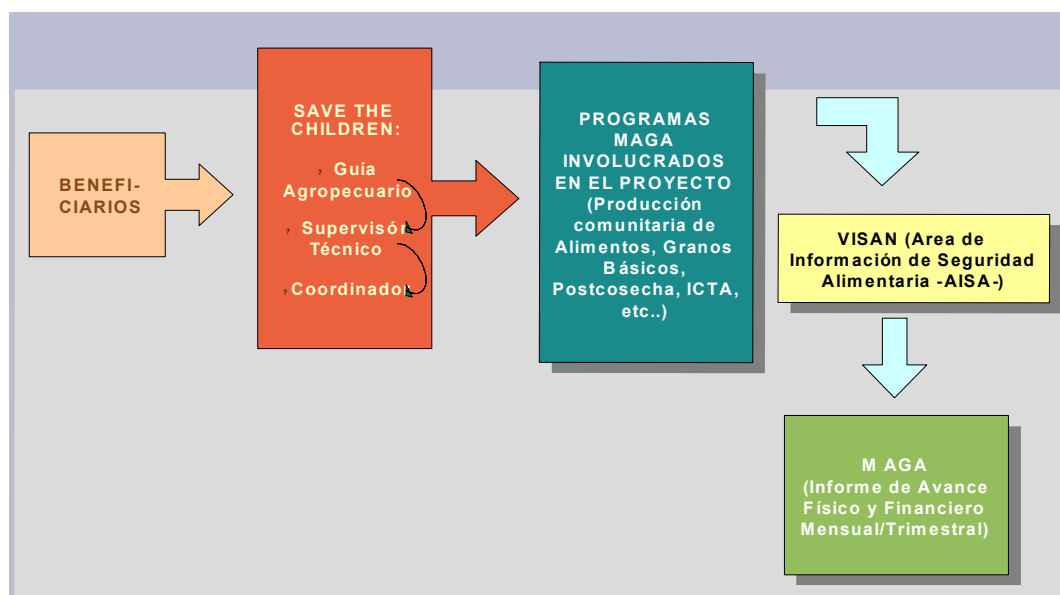 BENEFI-
CIARIOS
SAVE THE
CHILDREN:
? Guía
Agropecuario
? Supervisór
Técnico
? Coordinador
PROGRAMAS
MAGA
INVOLUCRADOS
EN EL PROYECTO
(Producción
comunitaria de
Alimentos, Granos
Básicos,
Postcosecha, ICTA,
etc..)
VISAN (Area de
Información de Seguridad
Alimentaria -AISA-)
M AGA
(Informe de Avance
Físico y Financiero
Mensual/Trimestral)